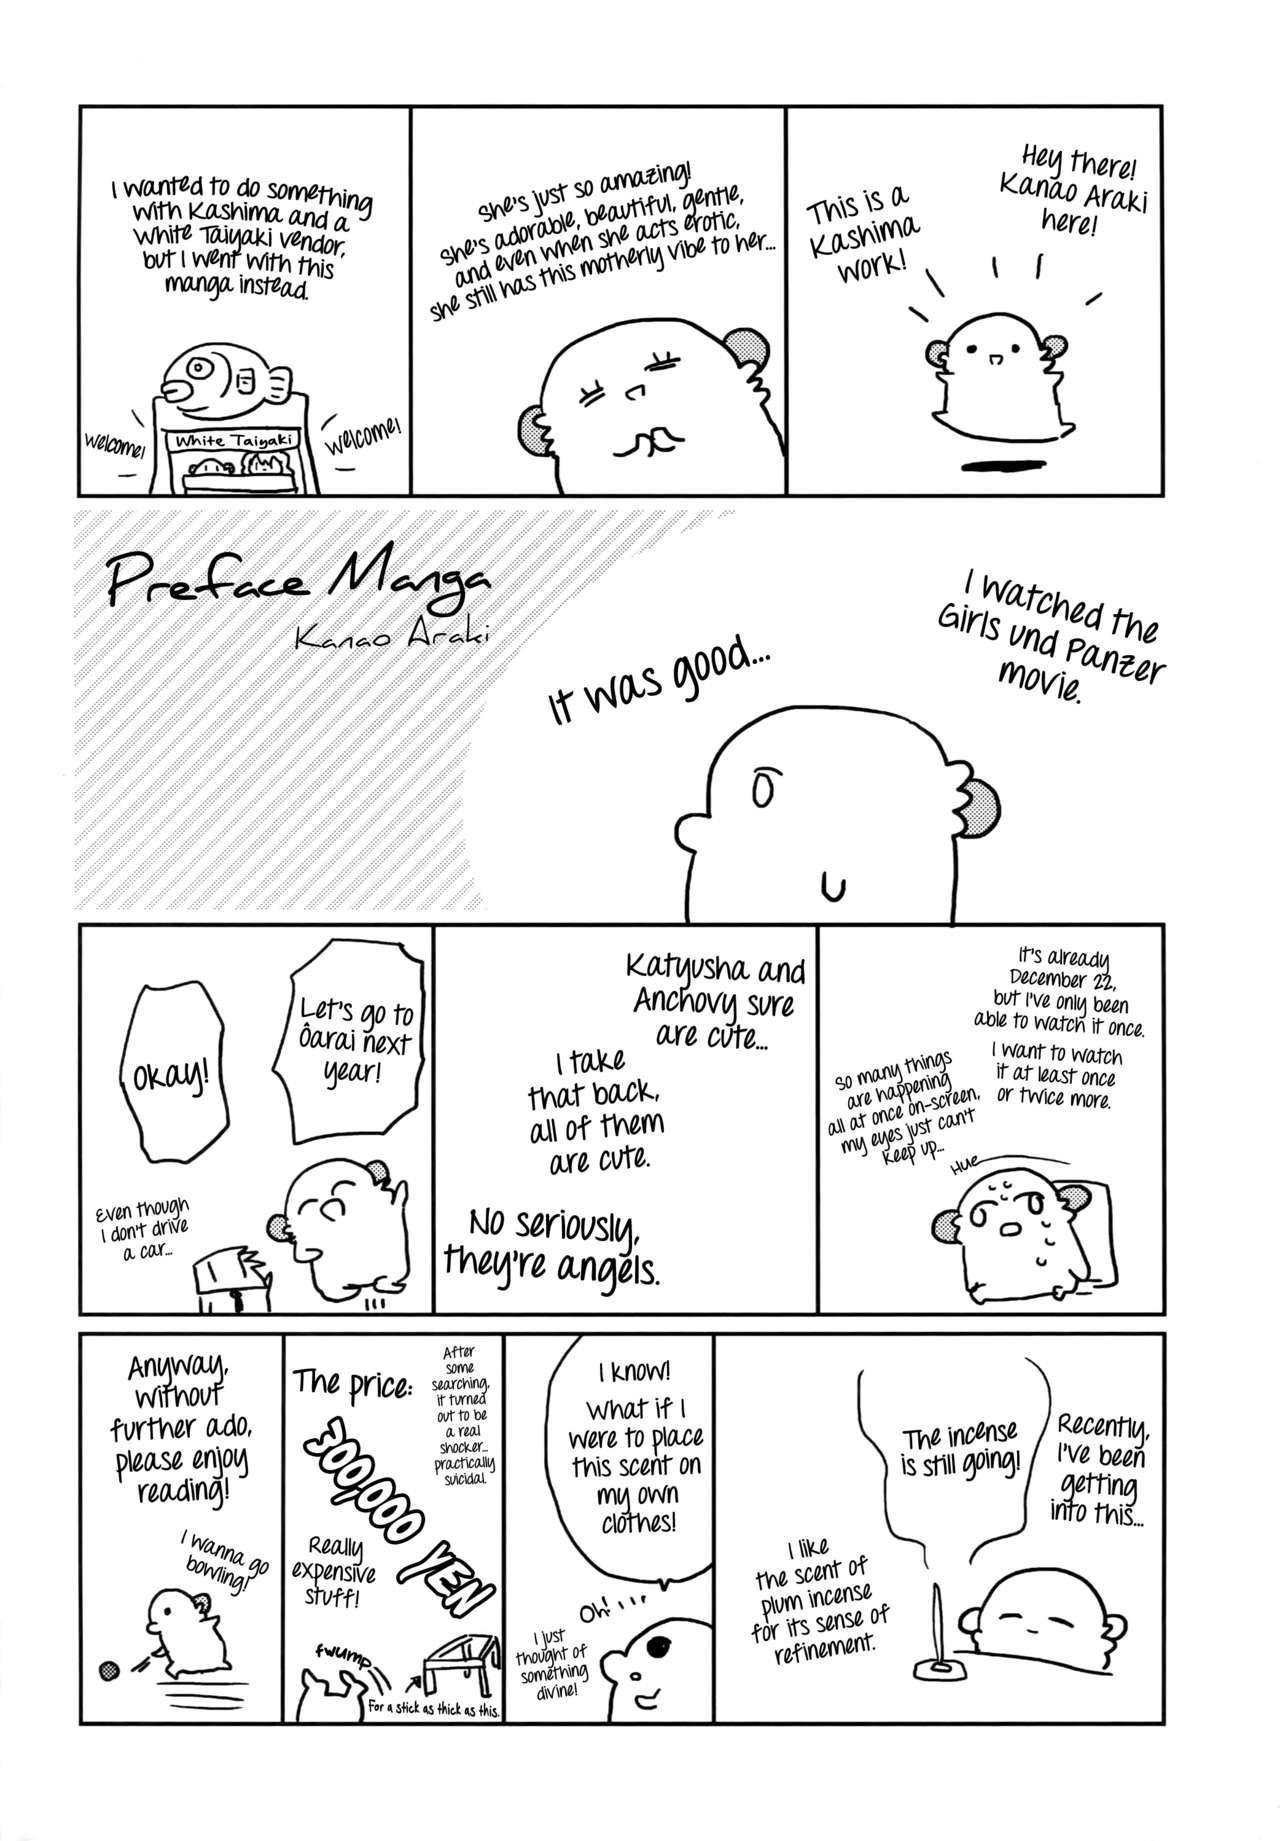 Hey there!
Kanao Araki
here!
This is a
Kashima
work!
She's just so amazing!
She's adorable, beautiful, gentle,
and even when she acts erotic,
she still has this motherly vibe to her...
I wanted to do something
with Kashima and a
White Taiyaki vendor,
but I went with this
manga instead.
Welcome!
White Taiyaki
Welcome!
Preface Manga
Kanao Araki
I watched the
Girls und Panzer
movie.
It was good...
It's already
December 22,
but I've only been
able to watch it once.
I want to watch
it at least once
or twice more.
So many things
are happening
all at once on-screen,
my eyes just can't
keep up...
Hue
Katyusha and
Anchovy sure
are cute...
I take
that back,
all of them
are cute.
No seriously,
they're angels.
Let's go to
Ôarai next
year!
Okay!
Even though
I don't drive
a car...
Recently,
I've been
getting
into this...
The incense
is still going!
I like
the scent of
plum incense
for its sense of
refinement.
I know!
What if I
were to place
this scent on
my own
clothes!
Oh!
I just
thought of
something
divine!
After
some
searching,
it turned
out to be
a real
shocker...
practically
suicidal.
The price:
300,000 YEN
Really
expensive
stuff!
fwump
For a stick as thick as this.
Anyway,
without
further ado,
please enjoy
reading!
I wanna go
bowling!